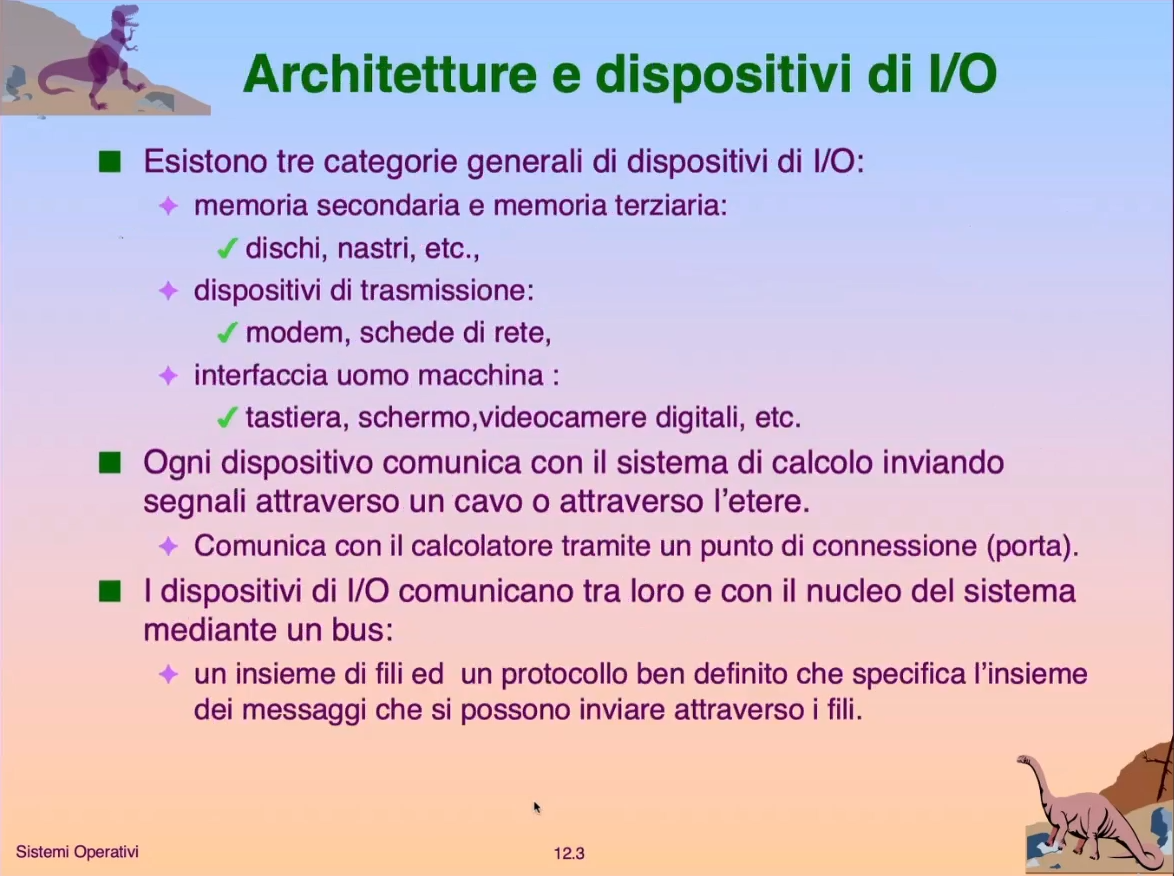 Architetture e dispositivi di I/O
Esistono tre categorie generali di dispositivi di I/O:
memoria secondaria e memoria terziaria:
dischi, nastri, etc.,
dispositivi di trasmissione:
modem, schede di rete,
interfaccia uomo macchina :
tastiera, schermo,videocamere digitali, etc.
Ogni dispositivo comunica con il sistema di calcolo inviando
segnali attraverso un cavo o attraverso l'etere.
Comunica con il calcolatore tramite un punto di connessione (porta).
I dispositivi di I/O comunicano tra loro e con il nucleo del sistema
mediante un bus:
un insieme di fili ed  un protocollo ben definito che specifica l'insieme
dei messaggi che si possono inviare attraverso i fili.
Sistemi Operativi
12.3